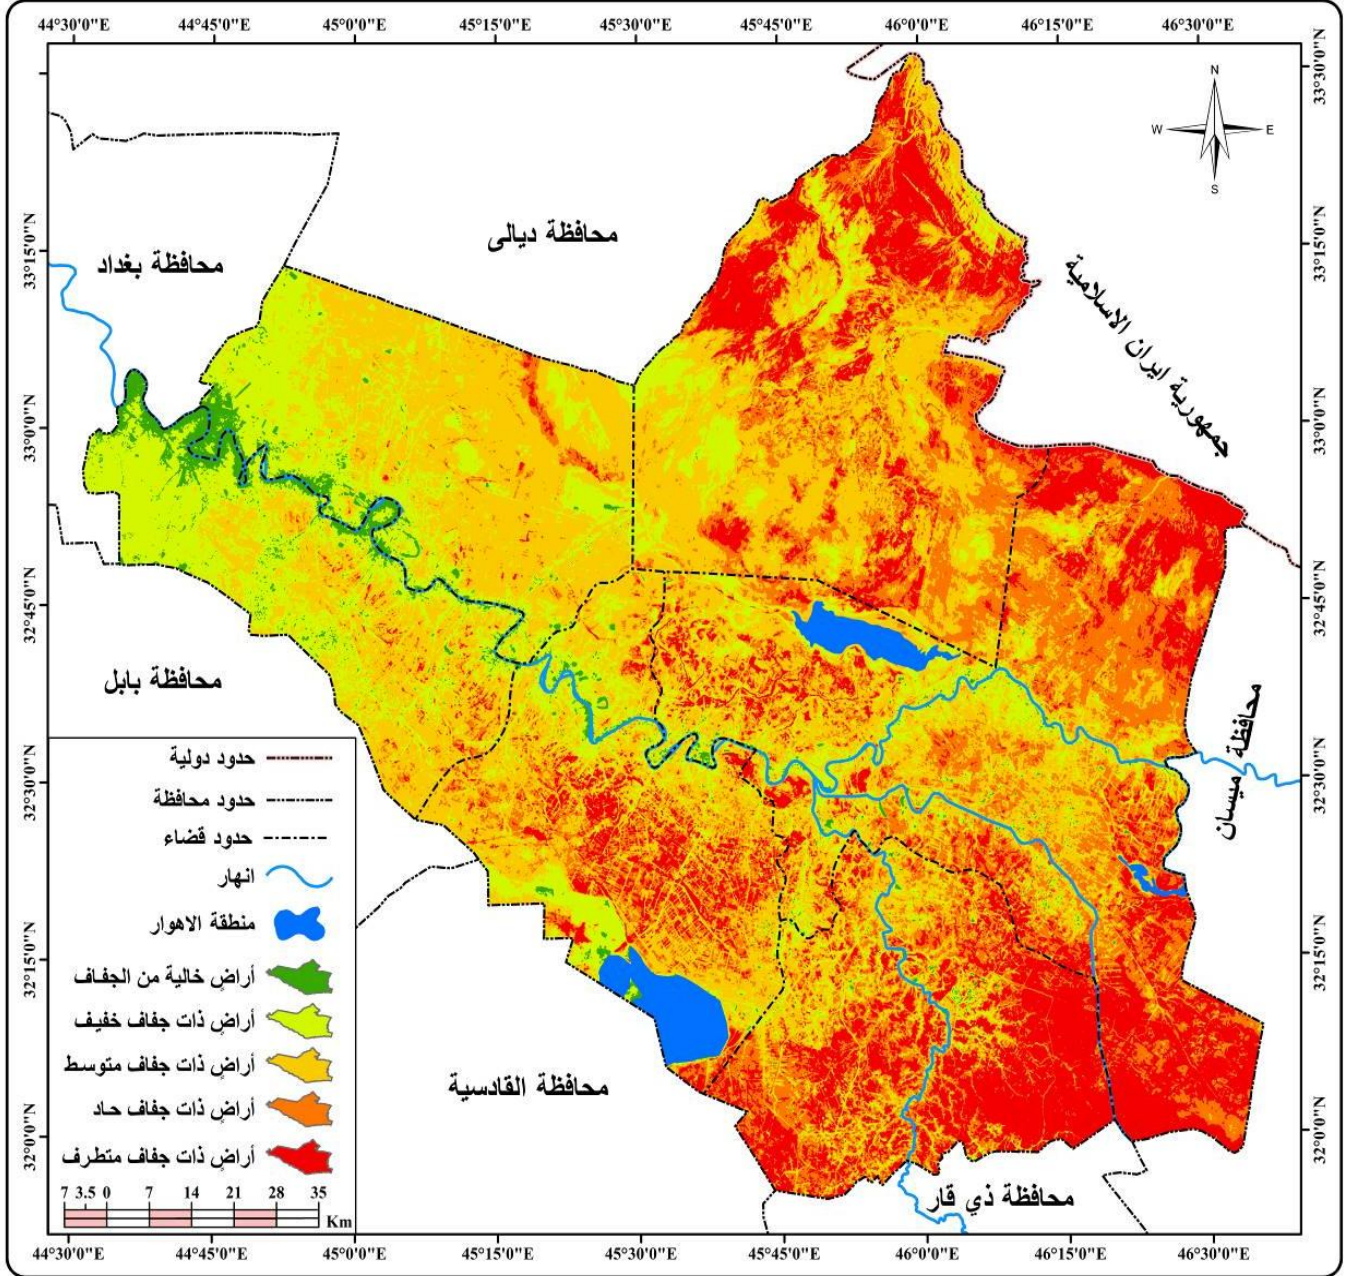 44°30'0"E 44°45'0"E 45°0'0"E 45°15'0"E 45°30'0"E 45°45'0"E 46°0'0"E 46°15'0"E 46°30'0"E
33°30'0"N
33°30'0"N
N
W E
S
محافظة ديالى
محافظة بغداد
33°15'0"N
33°15'0"N
جمهورية ايران الاسلامية
33°0'0"N
33°0'0"N
32°45'0"N
32°45'0"N
محافظة بابل
محافظة ميسان
حدود دولية
حدود محافظة
حدود قضاء
انهار
منطقة الاهوار
أراضٍ خالية من الجفاف
أراضٍ ذات جفاف خفيف
أراضٍ ذات جفاف متوسط
أراضٍ ذات جفاف حاد
أراضٍ ذات جفاف متطرف
32°30'0"N
32°30'0"N
32°15'0"N
32°15'0"N
محافظة القادسية
32°0'0"N
32°0'0"N
محافظة ذي قار
7 3.5 0 7 14 21 28 35
Km
44°30'0"E 44°45'0"E 45°0'0"E 45°15'0"E 45°30'0"E 45°45'0"E 46°0'0"E 46°15'0"E 46°30'0"E